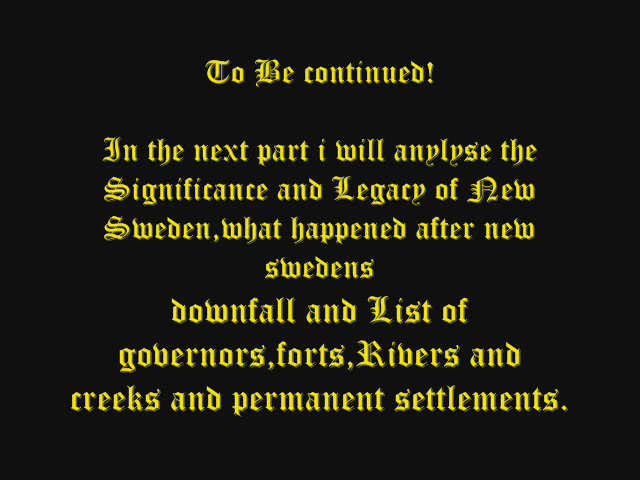 To Be continued!
In the next part i will anylyse the
Significance and Legacy of New
Sweden,what happened after new
swedens
downfall and List of
governors,forts,Rivers and
creeks and permanent settlements.